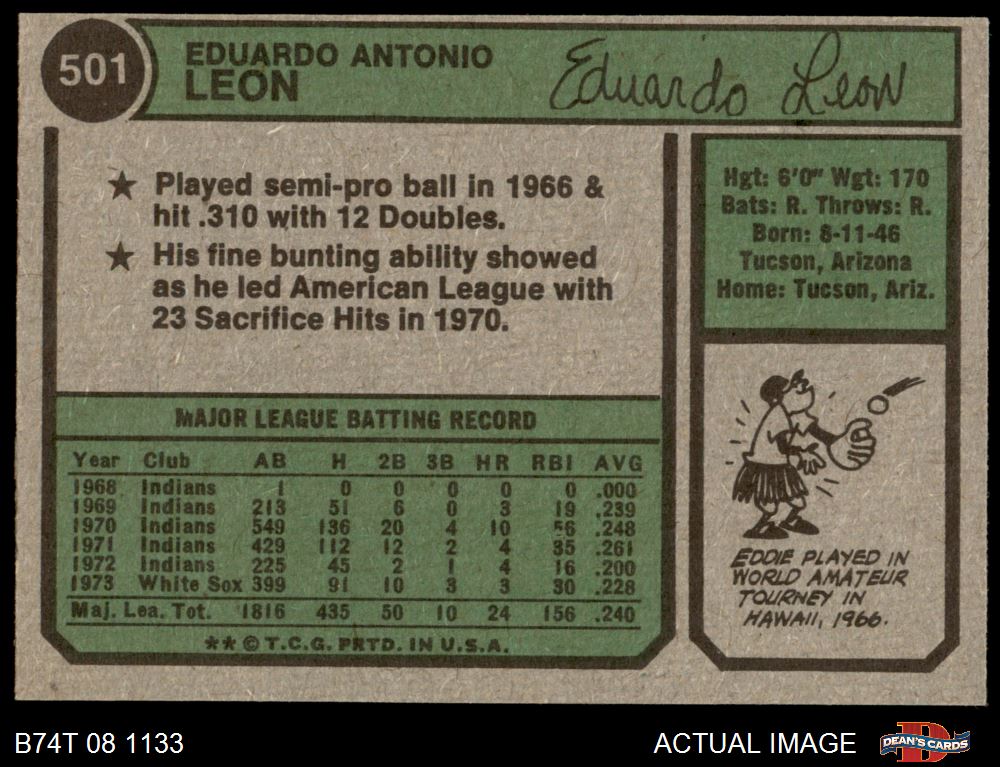 501
EDUARDO ANTONIO
LEON
Eduardo Leon
★ Played semi-pro ball in 1966 &
hit .310 with 12 Doubles.
★ His fine bunting ability showed
as he led American League with
23 Sacrifice Hits in 1970.
Hgt: 6'0" Wgt: 170
Bats: R. Throws: R.
Born: 8-11-46
Tucson, Arizona
Home: Tucson, Ariz.
MAJOR LEAGUE BATTING RECORD
Year Club AB H 2B 3B HR RBI AVG
1968 Indians 1 0 0 0 0 0 .000
1969 Indians 213 51 6 0 3 19 .239
1970 Indians 549 136 20 4 10 56 .248
1971 Indians 429 112 12 2 4 35 .261
1972 Indians 225 45 2 1 4 16 .200
1973 White Sox 399 91 10 3 3 30 .228
Maj. Lea. Tot. 1816 435 50 10 24 156 .240
** © T.C.G. PRTD. IN U.S.A.
EDDIE PLAYED IN
WORLD AMATEUR
TOURNEY IN
HAWAII, 1966.
B74T 08 1133
ACTUAL IMAGE
D
DEAN'S CARDS